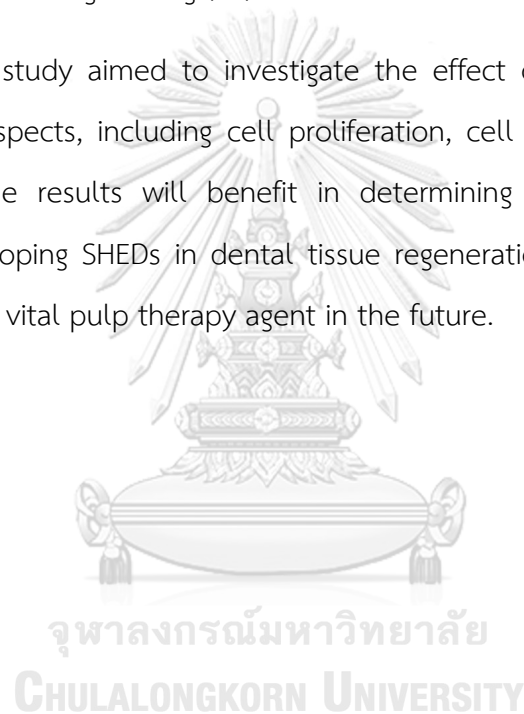 study aimed to investigate the effect
spects, including cell proliferation, cell
e results will benefit in determining
oping SHEDs in dental tissue regenerati
vital pulp therapy agent in the future.
จุฬาลงกรณ์มหาวิทยาลัย
CHULALONGKORN UNIVERSITY